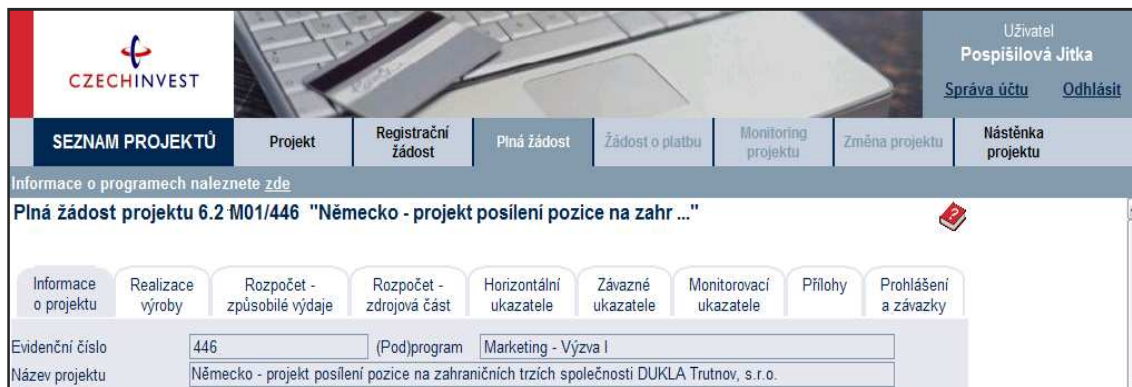 CZECHINVEST
Uživatel
Pospíšilová Jitka
Správa účtu Odhlásit
SEZNAM PROJEKTŮ Projekt Registrační žádost Plná žádost Žádost o platbu Monitoring projektu Změna projektu Nástěnka projektu
Informace o programech naleznete zde
Plná žádost projektu 6.2 M01/446 "Německo - projekt posílení pozice na zahr ..."
Informace o projektu Realizace výroby Rozpočet - způsobilé výdaje Rozpočet - zdrojová část Horizontální ukazatele Závazné ukazatele Monitorovací ukazatele Přílohy Prohlášení a závazky
Evidenční číslo 446 (Pod)program Marketing - Výzva I
Název projektu Německo - projekt posílení pozice na zahraničních trzích společnosti DUKLA Trutnov, s.r.o.